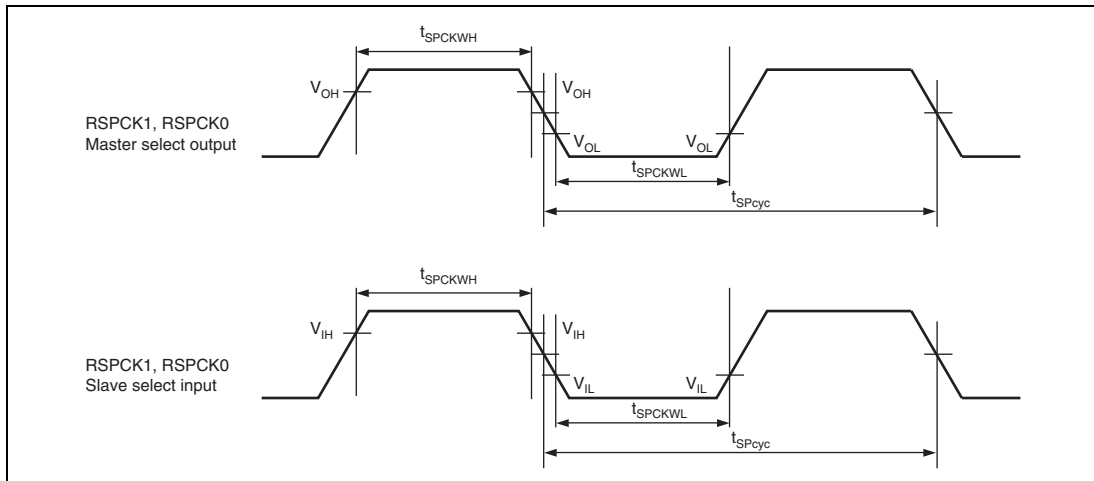 tSPCKWH
VOH
VOH
RSPCK1, RSPCK0
Master select output
VOL
VOL
tSPCKWL
tSPcyc
tSPCKWH
VIH
VIH
RSPCK1, RSPCK0
Slave select input
VIL
VIL
tSPCKWL
tSPcyc